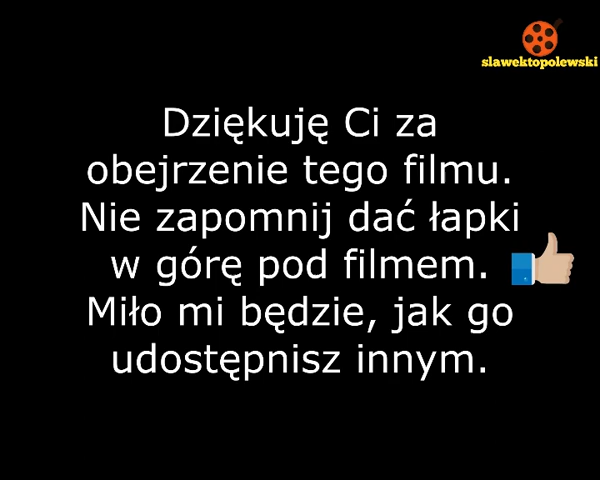 slawektopolewski
Dziękuję Ci za
obejrzenie tego filmu.
Nie zapomnij dać łapki
w górę pod filmem.
Miło mi będzie, jak go
udostępnisz innym.